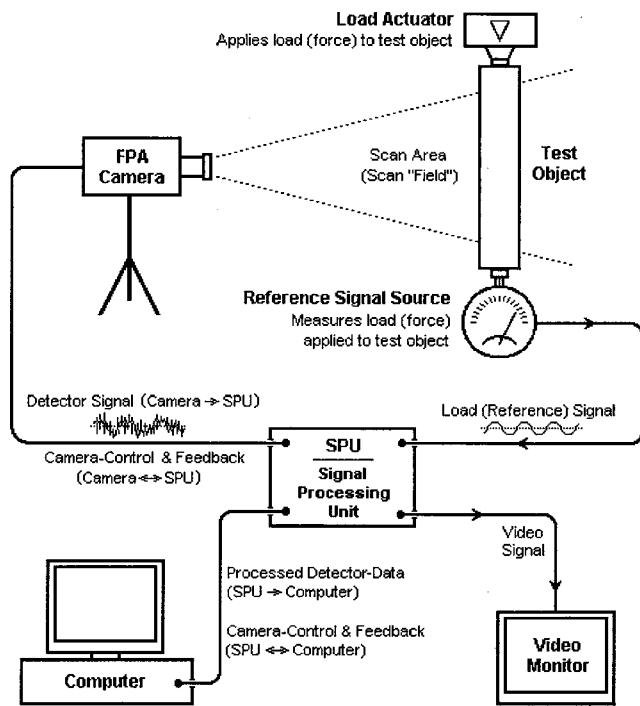 Load Actuator
Applies load (force) to test object
FPA
Camera
Scan Area
(Scan "Field")
Test
Object
Reference Signal Source
Measures load (force)
applied to test object
Detector Signal (Camera → SPU)
Load (Reference) Signal
Camera-Control & Feedback
(Camera ↔ SPU)
SPU
Signal
Processing
Unit
Video
Signal
Processed Detector-Data
(SPU → Computer)
Camera-Control & Feedback
(SPU ↔ Computer)
Computer
Video
Monitor